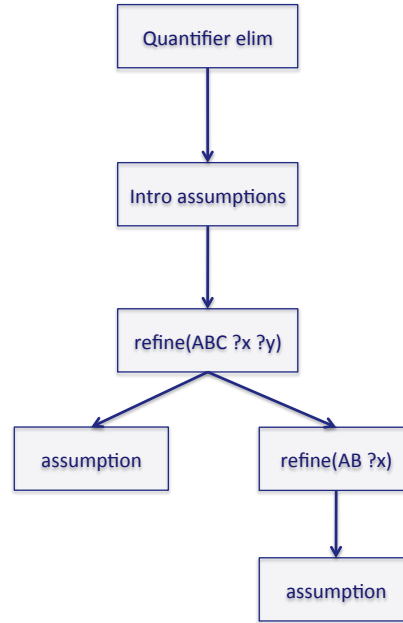 Quantifier elim
Intro assumptions
refine(ABC ?x ?y)
assumption
refine(AB ?x)
assumption